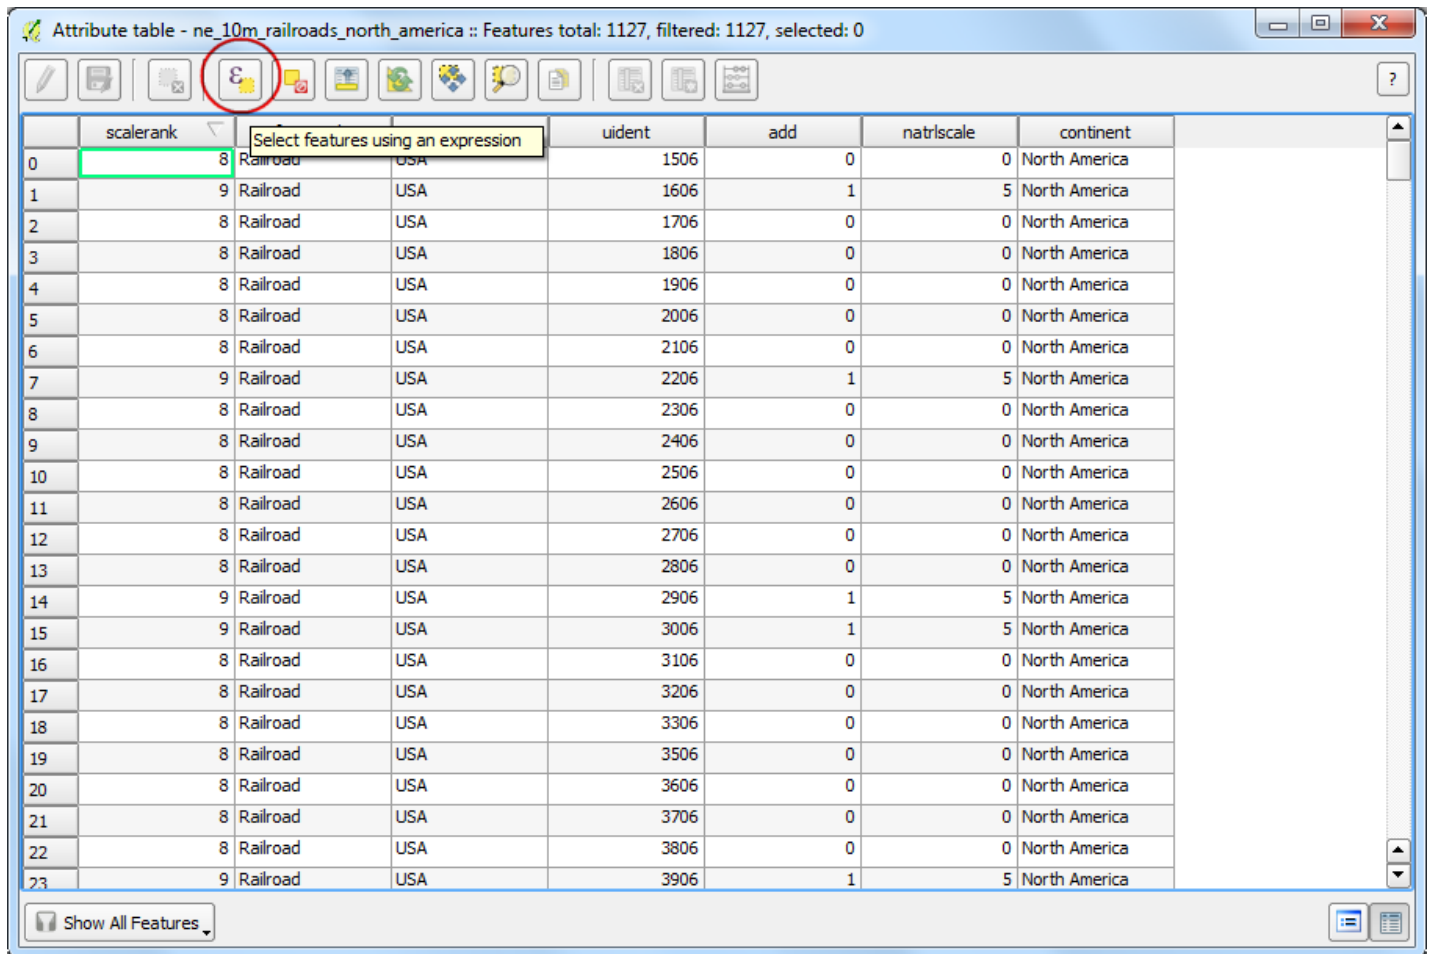 Attribute table - ne_10m_railroads_north_america :: Features total: 1127, filtered: 1127, selected: 0
ε
?
scalerank uident add natrlscale continent
Select features using an expression
0 8 Railroad USA 1506 0 0 North America
1 9 Railroad USA 1606 1 5 North America
2 8 Railroad USA 1706 0 0 North America
3 8 Railroad USA 1806 0 0 North America
4 8 Railroad USA 1906 0 0 North America
5 8 Railroad USA 2006 0 0 North America
6 8 Railroad USA 2106 0 0 North America
7 9 Railroad USA 2206 1 5 North America
8 8 Railroad USA 2306 0 0 North America
9 8 Railroad USA 2406 0 0 North America
10 8 Railroad USA 2506 0 0 North America
11 8 Railroad USA 2606 0 0 North America
12 8 Railroad USA 2706 0 0 North America
13 8 Railroad USA 2806 0 0 North America
14 9 Railroad USA 2906 1 5 North America
15 9 Railroad USA 3006 1 5 North America
16 8 Railroad USA 3106 0 0 North America
17 8 Railroad USA 3206 0 0 North America
18 8 Railroad USA 3306 0 0 North America
19 8 Railroad USA 3506 0 0 North America
20 8 Railroad USA 3606 0 0 North America
21 8 Railroad USA 3706 0 0 North America
22 8 Railroad USA 3806 0 0 North America
23 9 Railroad USA 3906 1 5 North America
Show All Features